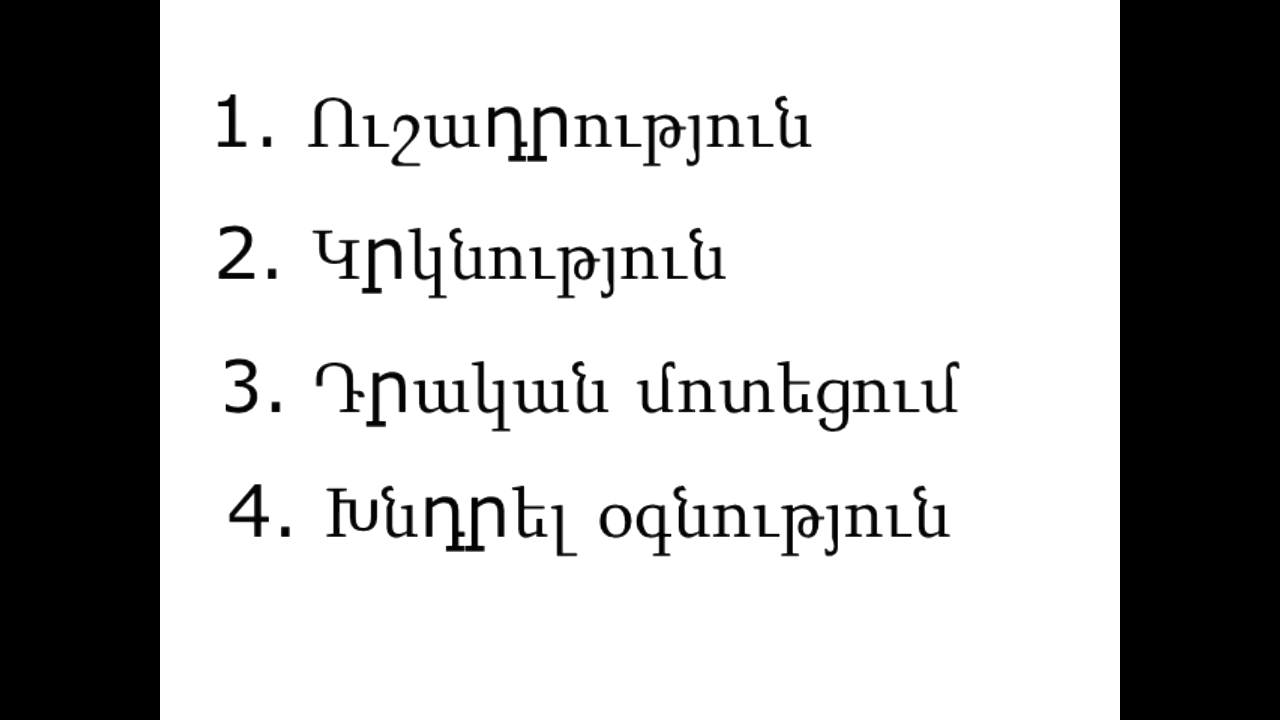 1. Ուշադրություն
2. Կրկնություն
3. Դրական մոտեցում
4. Խնդրել օգնություն